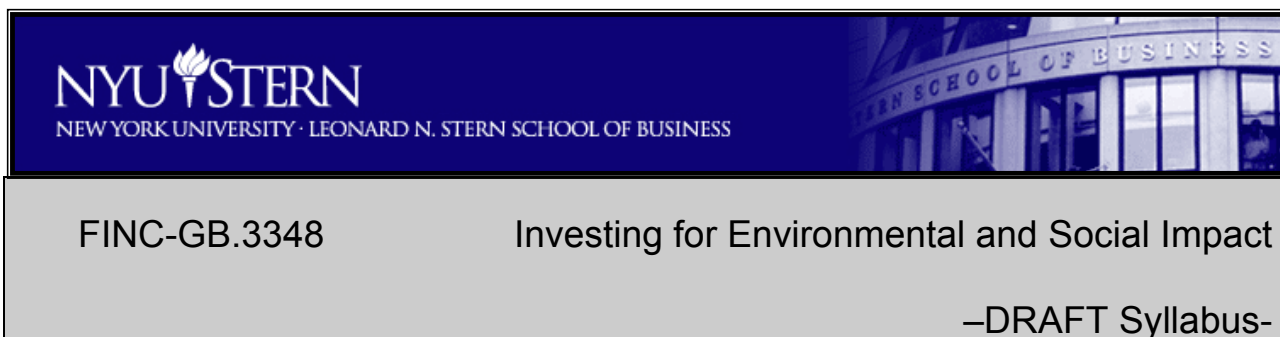 NYU STERN
NEW YORK UNIVERSITY · LEONARD N. STERN SCHOOL OF BUSINESS
SCHOOL OF BUSINESS
FINC-GB.3348 Investing for Environmental and Social Impact
–DRAFT Syllabus-